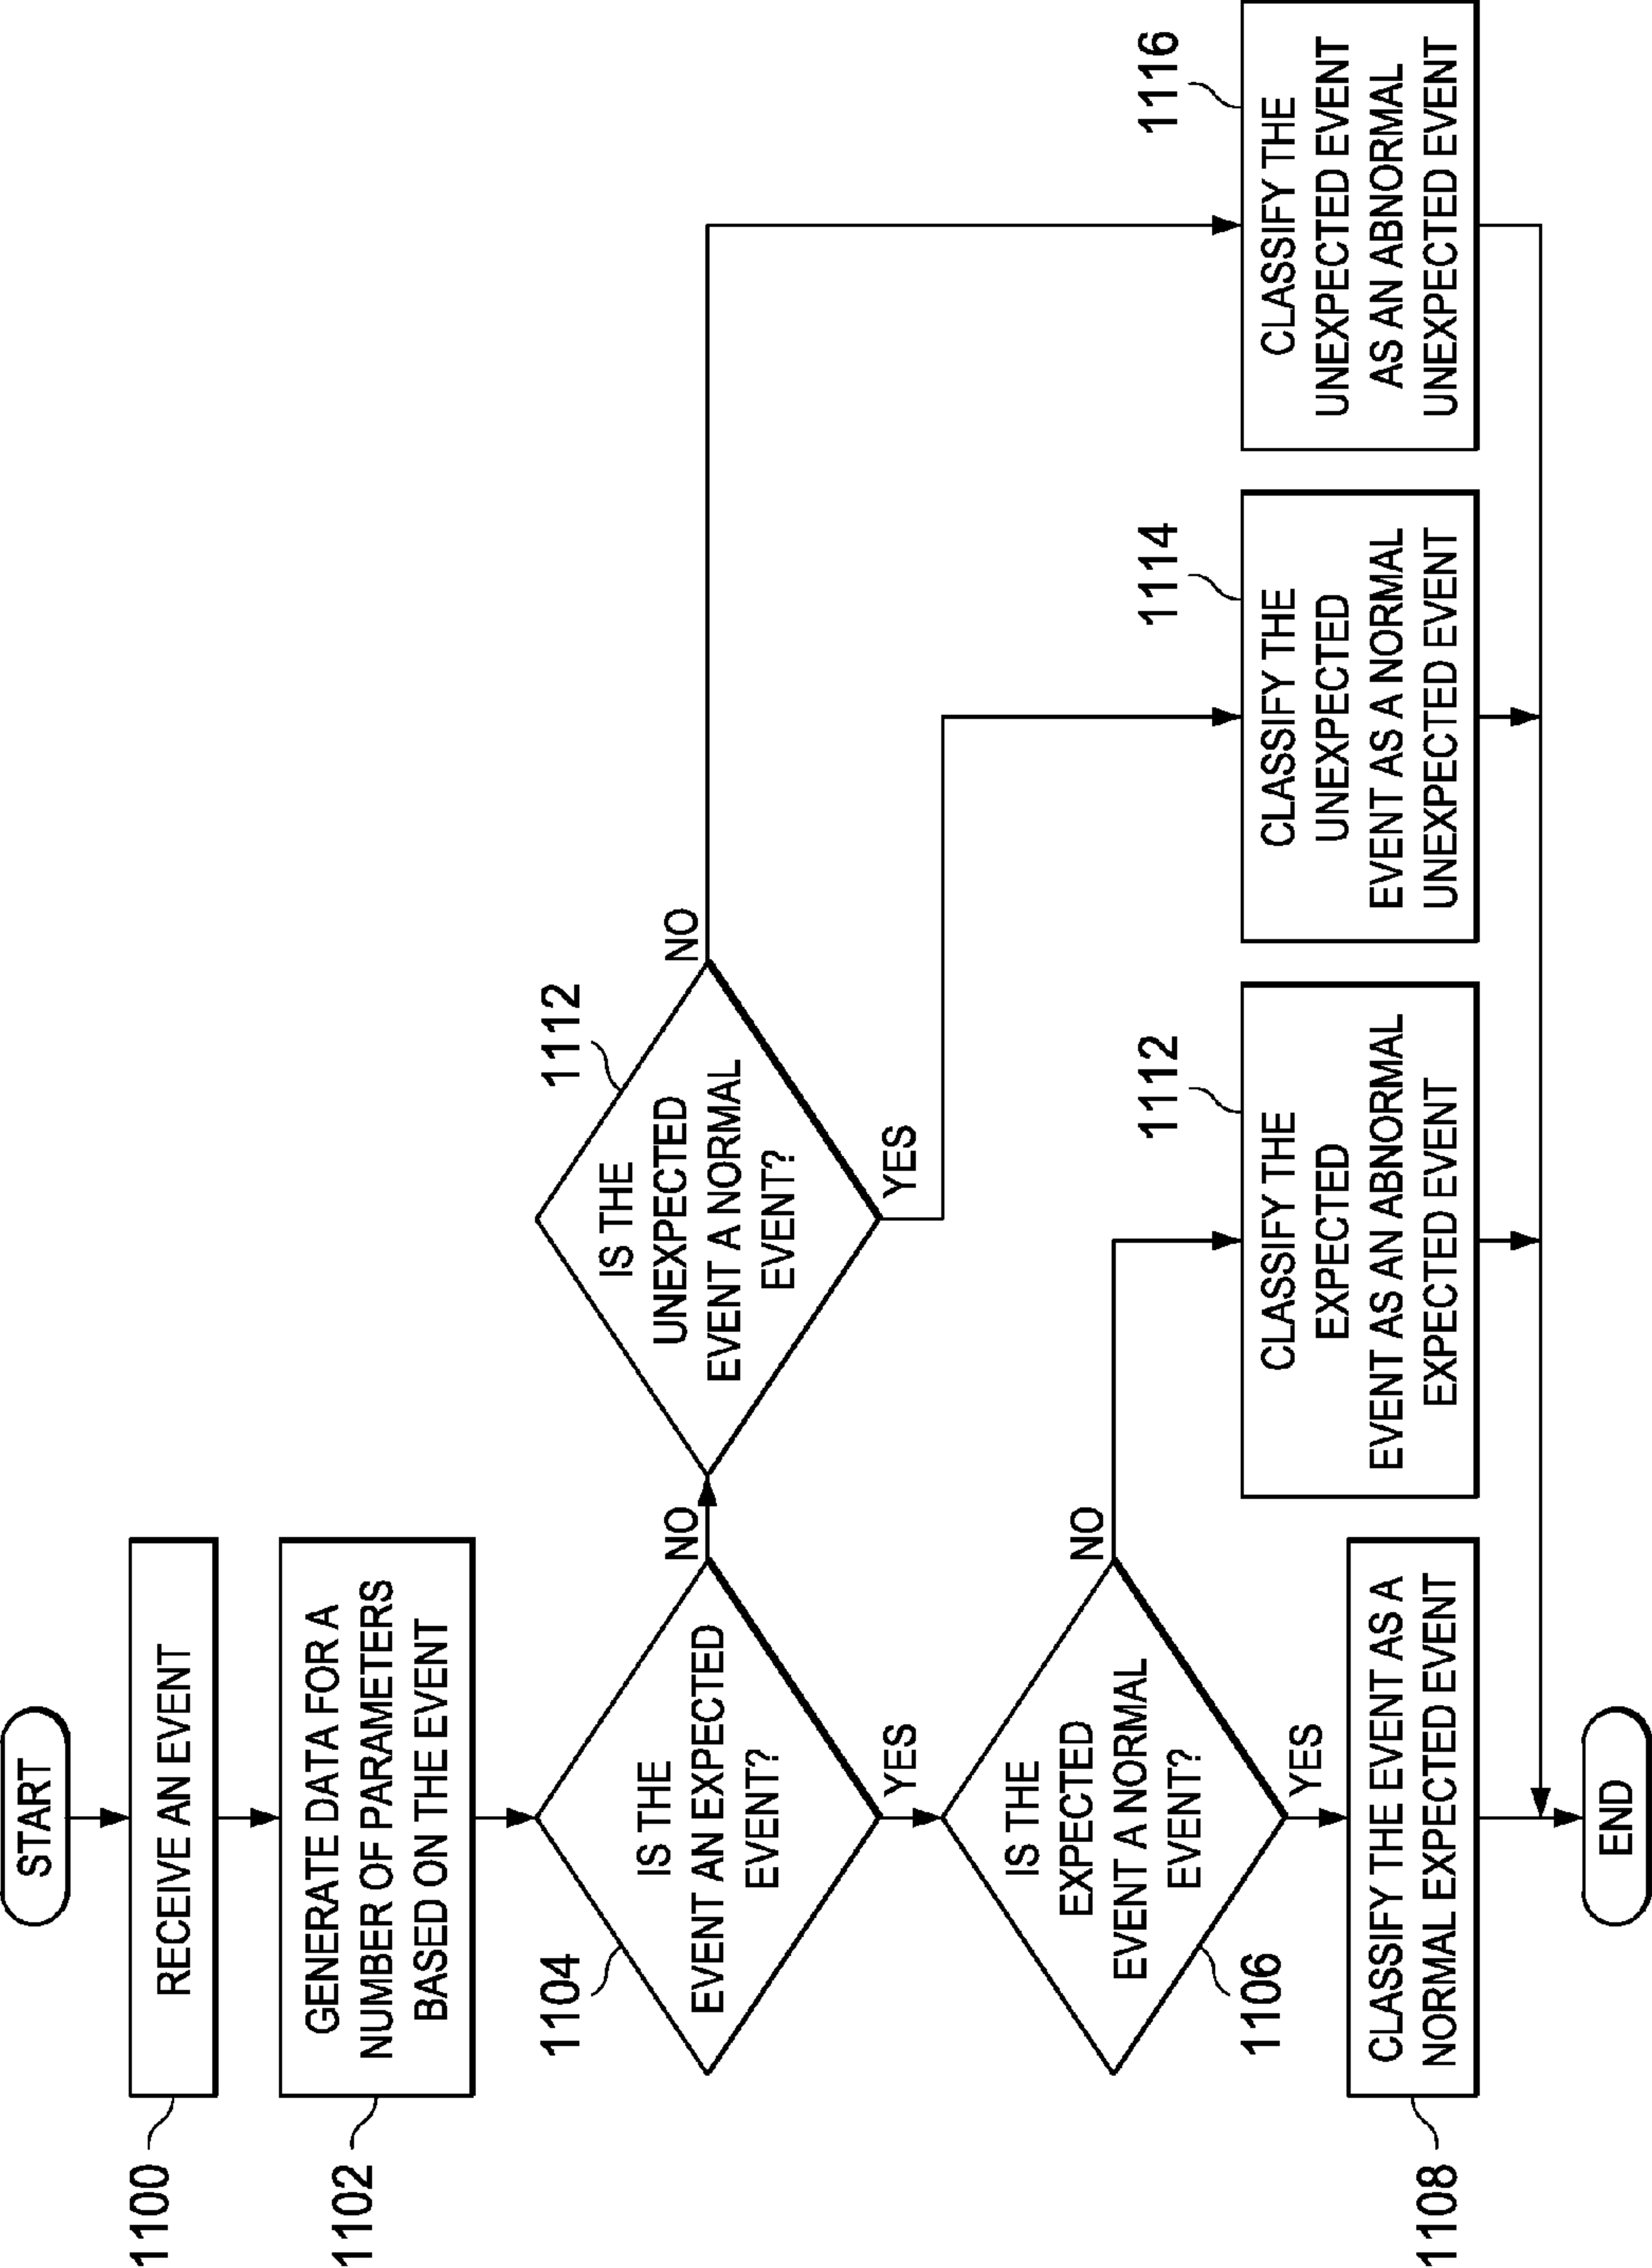 START
1100
RECEIVE AN EVENT
1102
GENERATE DATA FOR A
NUMBER OF PARAMETERS
BASED ON THE EVENT
1104
IS THE
EVENT AN EXPECTED
EVENT?
NO
YES
1112
IS THE
UNEXPECTED
EVENT A NORMAL
EVENT?
NO
YES
1106
IS THE
EXPECTED
EVENT A NORMAL
EVENT?
NO
YES
1108
CLASSIFY THE EVENT AS A
NORMAL EXPECTED EVENT
1112
CLASSIFY THE
EXPECTED
EVENT AS AN ABNORMAL
EXPECTED EVENT
1114
CLASSIFY THE
UNEXPECTED
EVENT AS A NORMAL
UNEXPECTED EVENT
1116
CLASSIFY THE
UNEXPECTED EVENT
AS AN ABNORMAL
UNEXPECTED EVENT
END